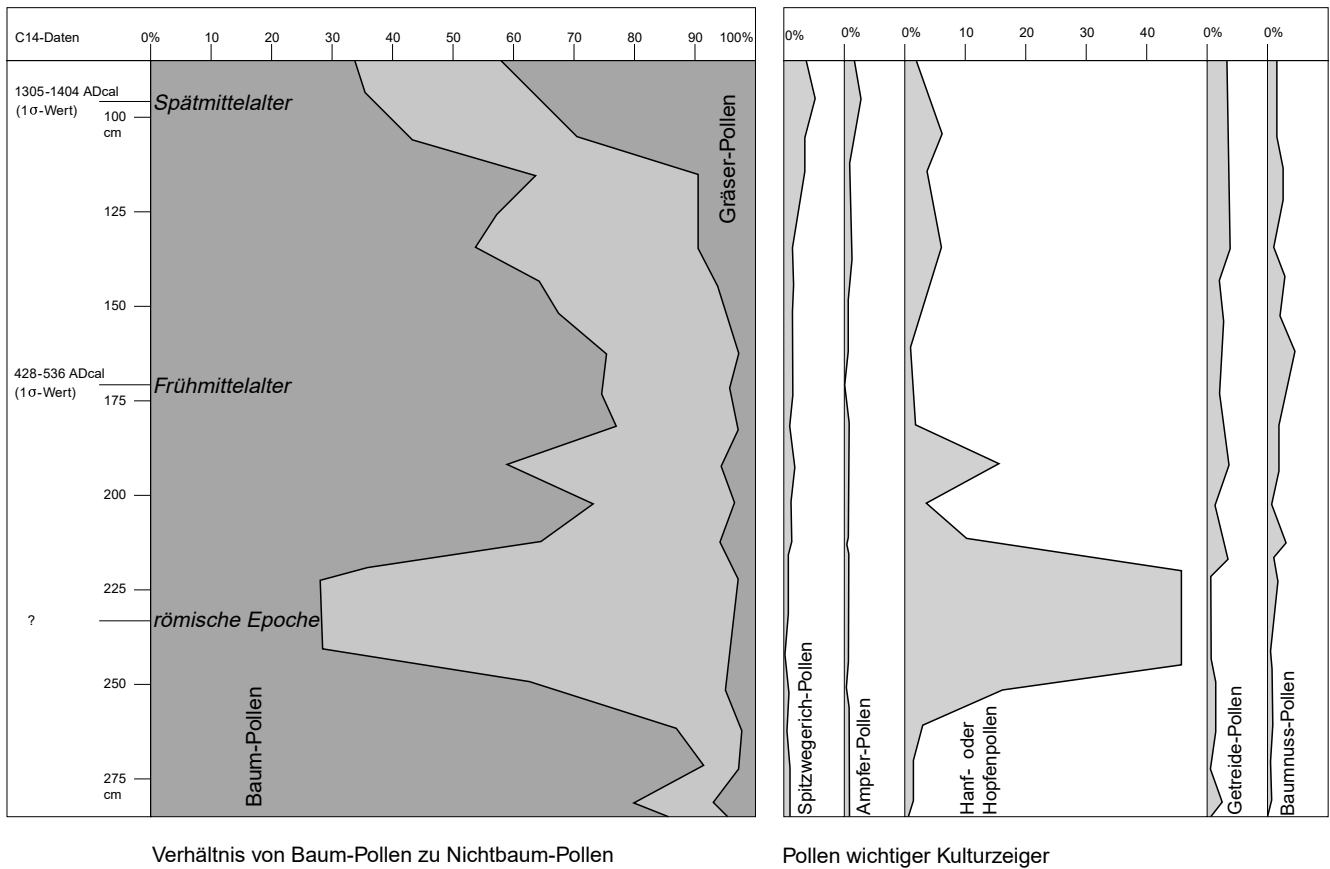 C14-Daten
0% 10 20 30 40 50 60 70 80 90 100%
0% 0% 0% 10 20 30 40 0% 0%
1305-1404 ADcal
(1σ-Wert)
Spätmittelalter
100
cm
125
150
428-536 ADcal
(1σ-Wert)
Frühmittelalter
175
200
225
?
römische Epoche
250
275
cm
Baum-Pollen
Gräser-Pollen
Spitzwegerich-Pollen
Ampfer-Pollen
Hanf- oder
Hopfenpollen
Getreide-Pollen
Baumnuss-Pollen
Verhältnis von Baum-Pollen zu Nichtbaum-Pollen
Pollen wichtiger Kulturzeiger